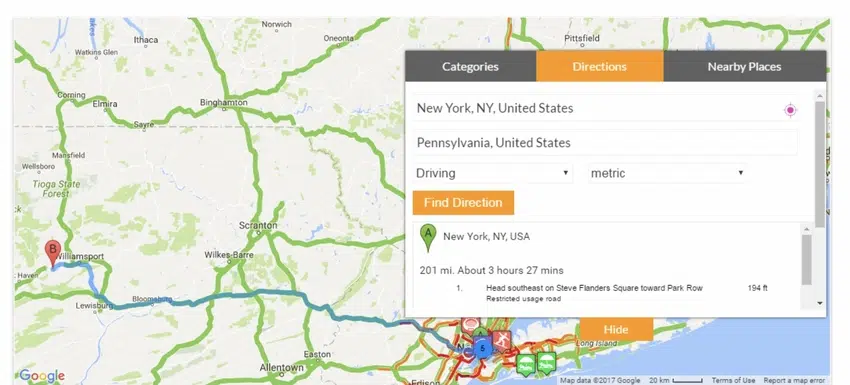 Norwich
Ithaca
Oneonta
Watkins Glen
Pittsfield
Categories
Directions
Nearby Places
Corning
Elmira
Binghamton
Sayre
New York, NY, United States
Pennsylvania, United States
Mansfield
Wellsboro
Driving
metric
Tioga State
Forest
Find Direction
A
New York, NY, USA
Scranton
B
Williamsport
Wilkes-Barre
201 mi. About 3 hours 27 mins
Haven
1. Head southeast on Steve Flanders Square toward Park Row 194 ft
Restricted usage road
Bloomsburg
Lewisburg
Hide
A
6
Long Island
Easton
Allentown
Edison
Google
Map data ©2017 Google 20 km Terms of Use Report a map error